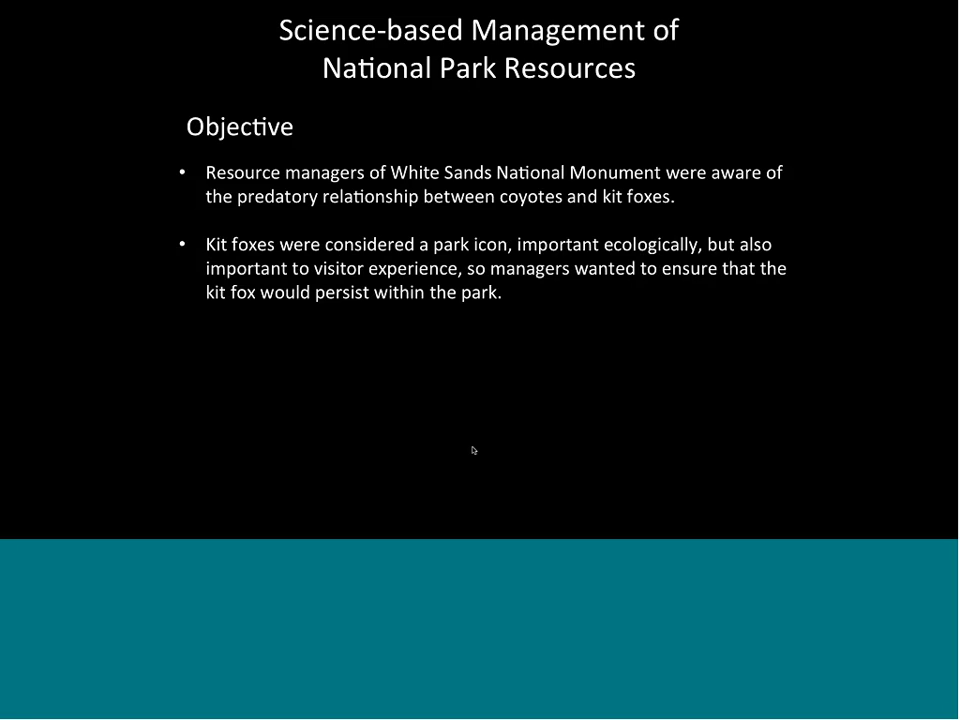 Science-based Management of
National Park Resources
Objective
• Resource managers of White Sands National Monument were aware of
the predatory relationship between coyotes and kit foxes.
• Kit foxes were considered a park icon, important ecologically, but also
important to visitor experience, so managers wanted to ensure that the
kit fox would persist within the park.